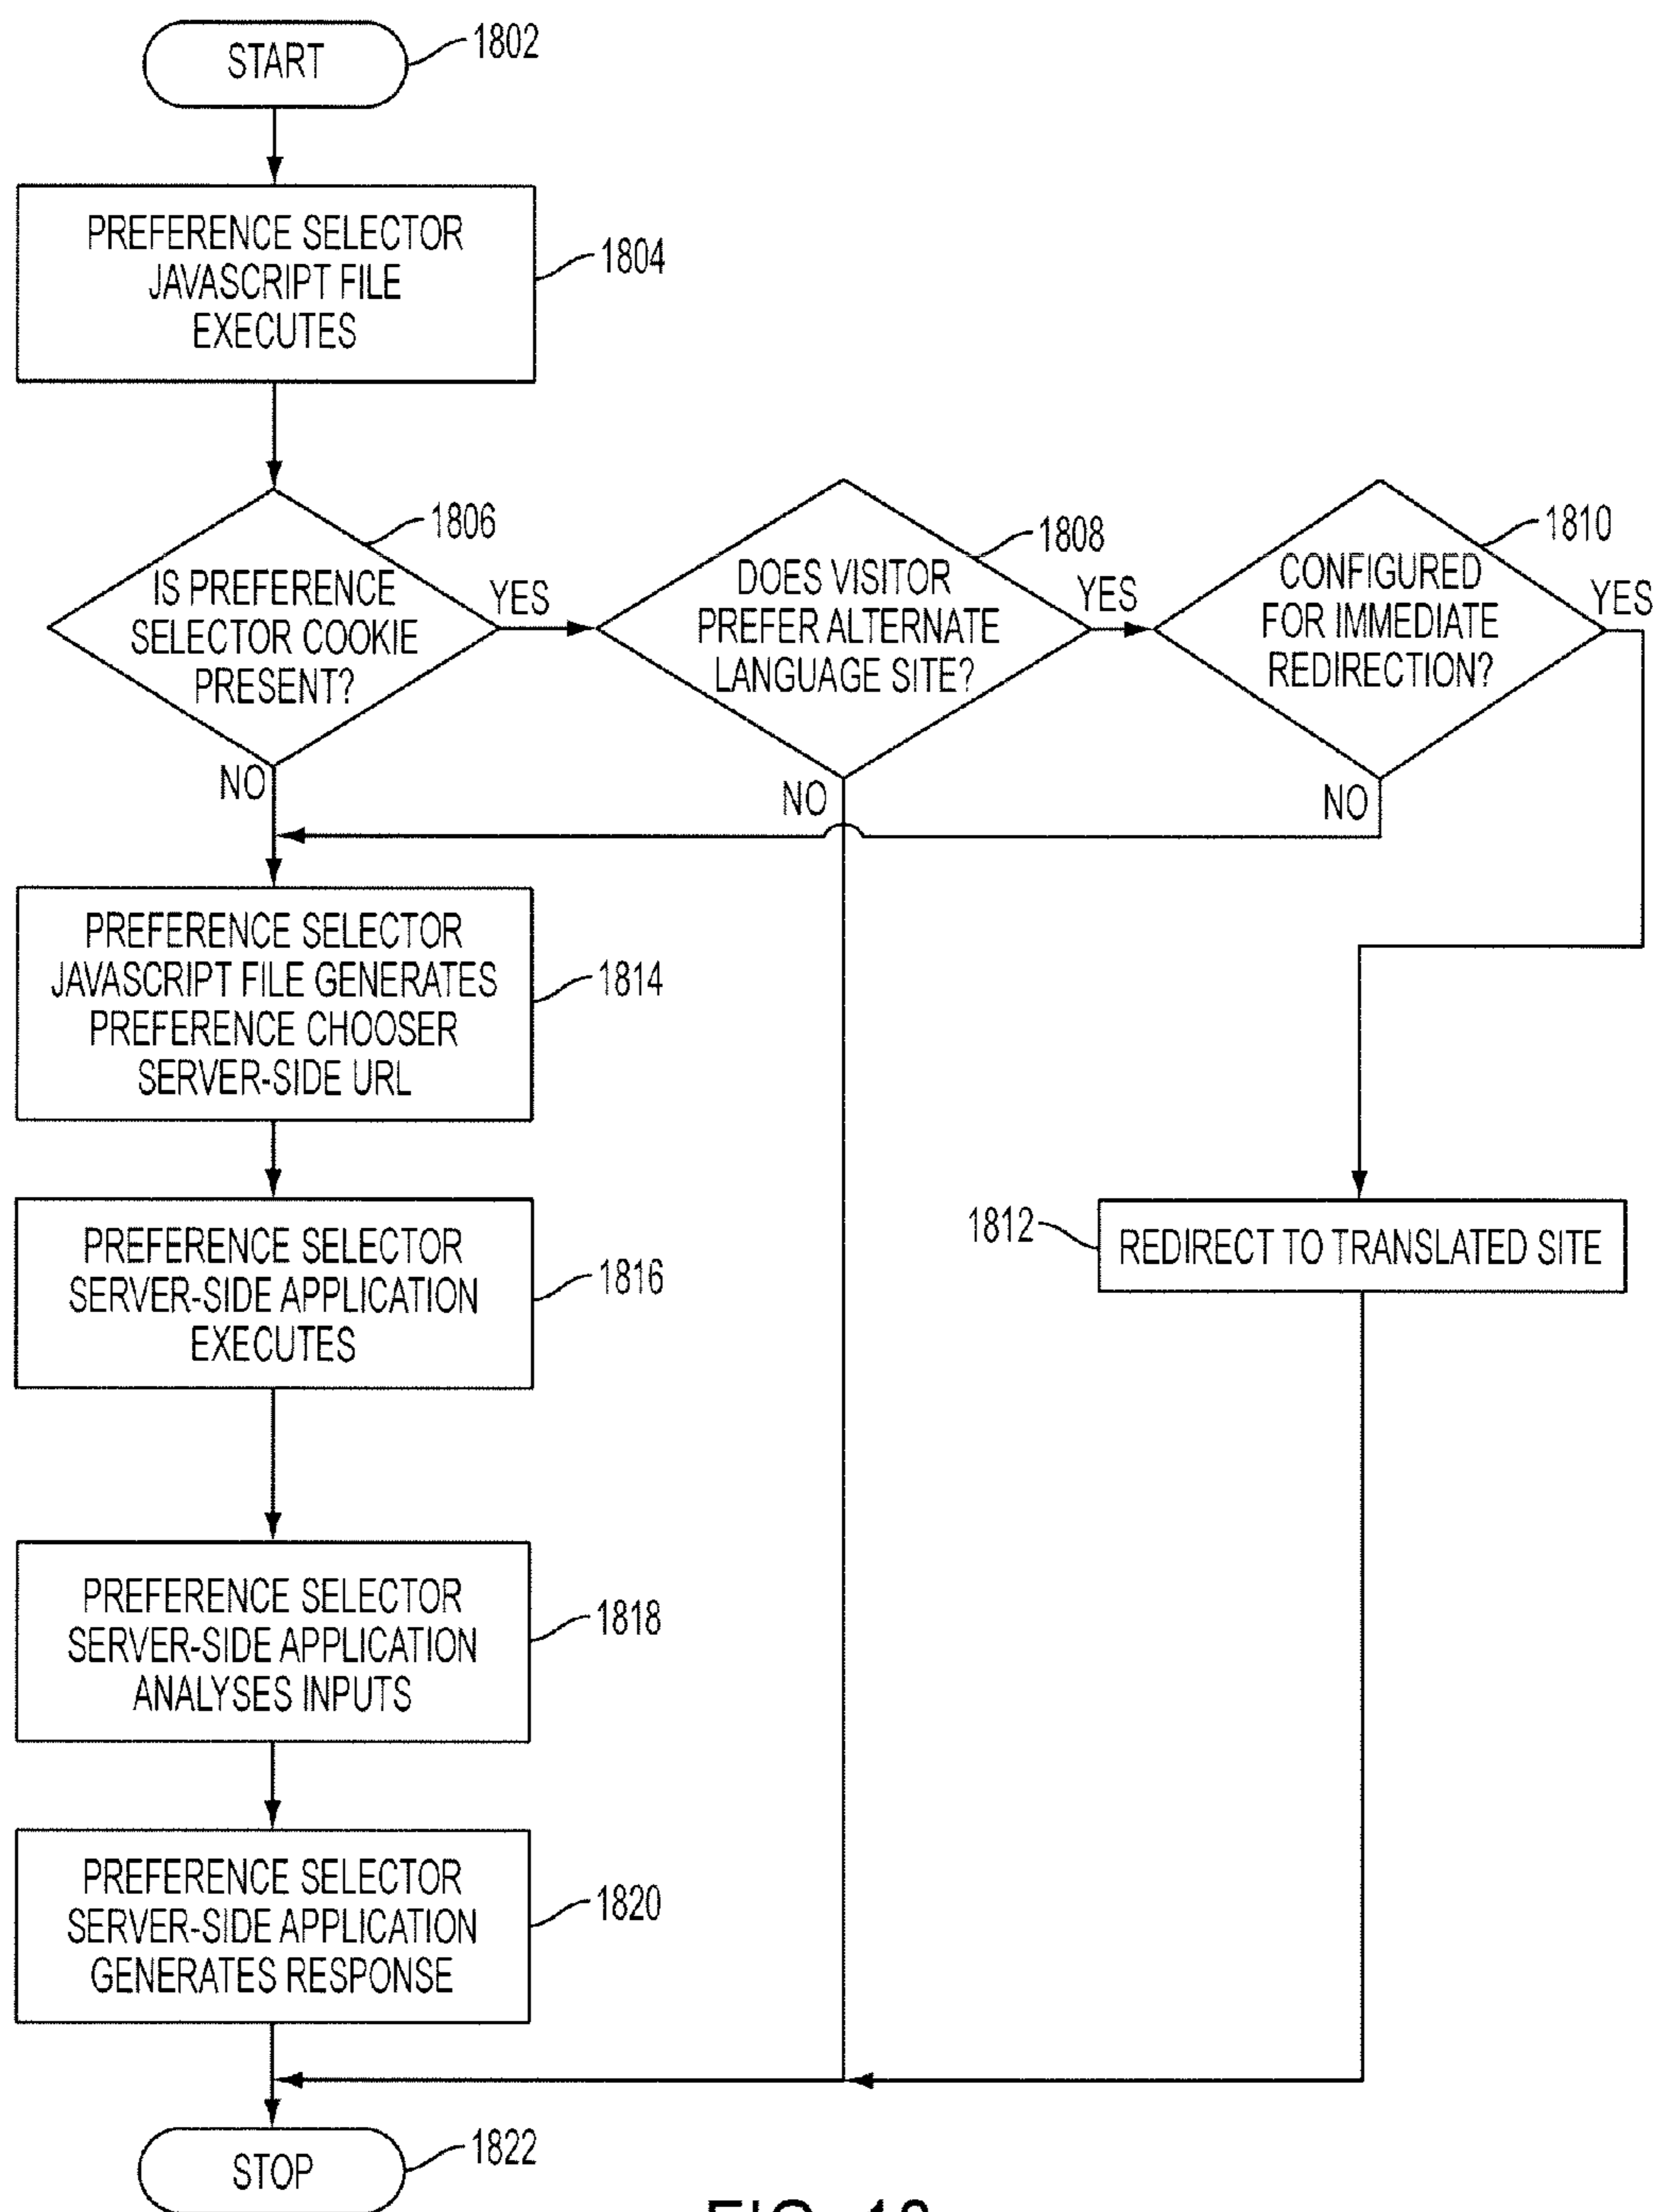 START
1802
PREFERENCE SELECTOR
JAVASCRIPT FILE
EXECUTES
1804
IS PREFERENCE
SELECTOR COOKIE
PRESENT?
1806
YES
NO
DOES VISITOR
PREFER ALTERNATE
LANGUAGE SITE?
1808
YES
NO
CONFIGURED
FOR IMMEDIATE
REDIRECTION?
1810
YES
NO
PREFERENCE SELECTOR
JAVASCRIPT FILE GENERATES
PREFERENCE CHOOSER
SERVER-SIDE URL
1814
PREFERENCE SELECTOR
SERVER-SIDE APPLICATION
EXECUTES
1816
1812
REDIRECT TO TRANSLATED SITE
PREFERENCE SELECTOR
SERVER-SIDE APPLICATION
ANALYSES INPUTS
1818
PREFERENCE SELECTOR
SERVER-SIDE APPLICATION
GENERATES RESPONSE
1820
STOP
1822